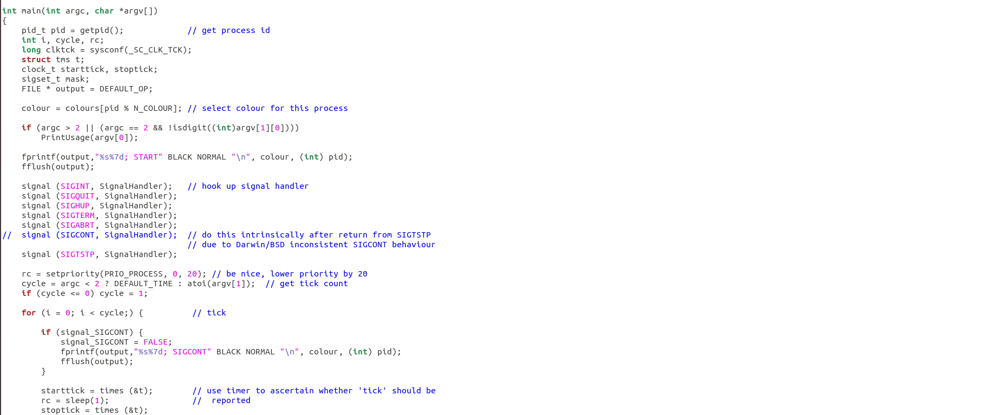 int main(int argc, char *argv[])
{
    pid_t pid = getpid();             // get process id
    int i, cycle, rc;
    long clktck = sysconf(_SC_CLK_TCK);
    struct tms t;
    clock_t starttick, stoptick;
    sigset_t mask;
    FILE * output = DEFAULT_OP;

    colour = colours[pid % N_COLOUR]; // select colour for this process

    if (argc > 2 || (argc == 2 && !isdigit((int)argv[1][0])))
        PrintUsage(argv[0]);

    fprintf(output,"%s%7d; START" BLACK NORMAL "\n", colour, (int) pid);
    fflush(output);

    signal (SIGINT, SignalHandler);   // hook up signal handler
    signal (SIGQUIT, SignalHandler);
    signal (SIGHUP, SignalHandler);
    signal (SIGTERM, SignalHandler);
    signal (SIGABRT, SignalHandler);
//  signal (SIGCONT, SignalHandler);  // do this intrinsically after return from SIGTSTP
                                      // due to Darwin/BSD inconsistent SIGCONT behaviour
    signal (SIGTSTP, SignalHandler);

    rc = setpriority(PRIO_PROCESS, 0, 20); // be nice, lower priority by 20
    cycle = argc < 2 ? DEFAULT_TIME : atoi(argv[1]);  // get tick count
    if (cycle <= 0) cycle = 1;

    for (i = 0; i < cycle;) {          // tick

        if (signal_SIGCONT) {
            signal_SIGCONT = FALSE;
            fprintf(output,"%s%7d; SIGCONT" BLACK NORMAL "\n", colour, (int) pid);
            fflush(output);
        }

        starttick = times (&t);        // use timer to ascertain whether 'tick' should be
        rc = sleep(1);                 //  reported
        stoptick = times (&t);